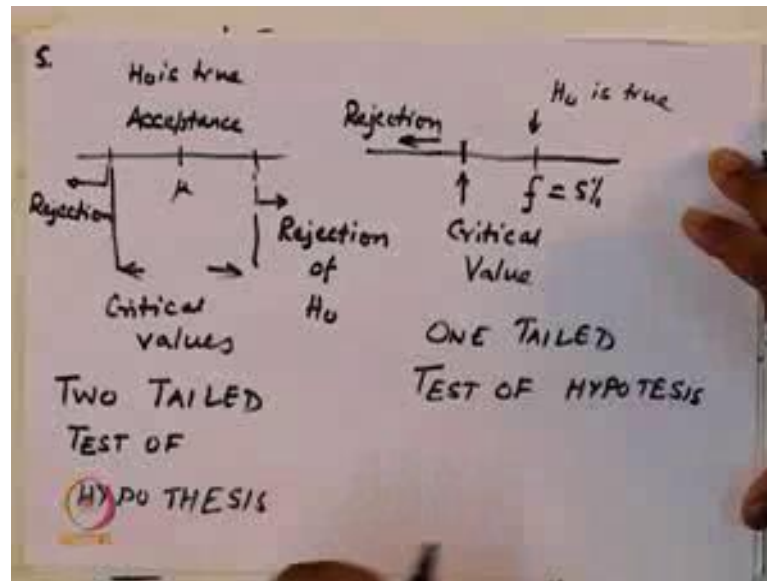 5.
H₀ is true
Acceptance
μ
Rejection
Rejection
of
H₀
Critical
values
TWO TAILED
TEST OF
HYPOTHESIS
H₀ is true
Rejection
f = 5%
Critical
Value
ONE TAILED
TEST OF HYPOTESIS